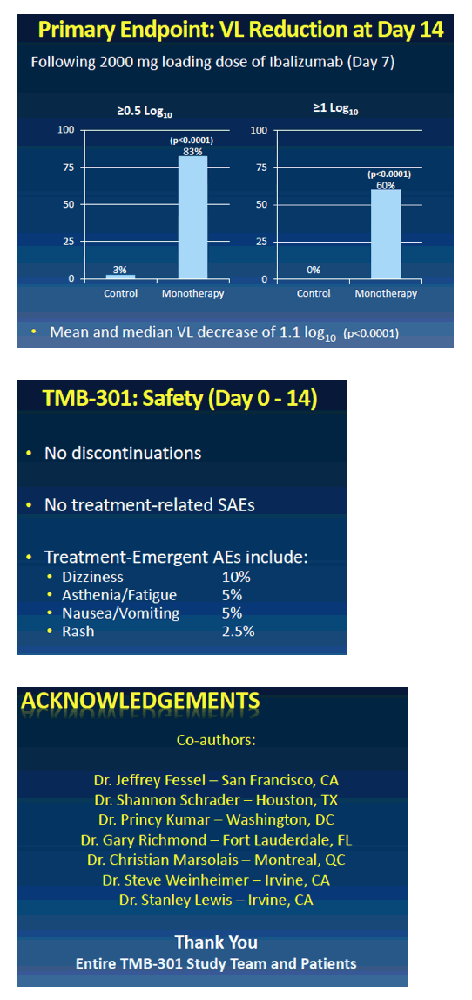 Primary Endpoint: VL Reduction at Day 14
Following 2000 mg loading dose of Ibalizumab (Day 7)
≥0.5 Log10
100
75
50
25
0
(p<0.0001)
83%
3%
Control Monotherapy
≥1 Log10
100
75
50
25
0
(p<0.0001)
60%
0%
Control Monotherapy
• Mean and median VL decrease of 1.1 log10 (p<0.0001)
TMB-301: Safety (Day 0 - 14)
• No discontinuations
• No treatment-related SAEs
• Treatment-Emergent AEs include:
• Dizziness 10%
• Asthenia/Fatigue 5%
• Nausea/Vomiting 5%
• Rash 2.5%
ACKNOWLEDGEMENTS
Co-authors:
Dr. Jeffrey Fessel – San Francisco, CA
Dr. Shannon Schrader – Houston, TX
Dr. Princy Kumar – Washington, DC
Dr. Gary Richmond – Fort Lauderdale, FL
Dr. Christian Marsolais – Montreal, QC
Dr. Steve Weinheimer – Irvine, CA
Dr. Stanley Lewis – Irvine, CA
Thank You
Entire TMB-301 Study Team and Patients